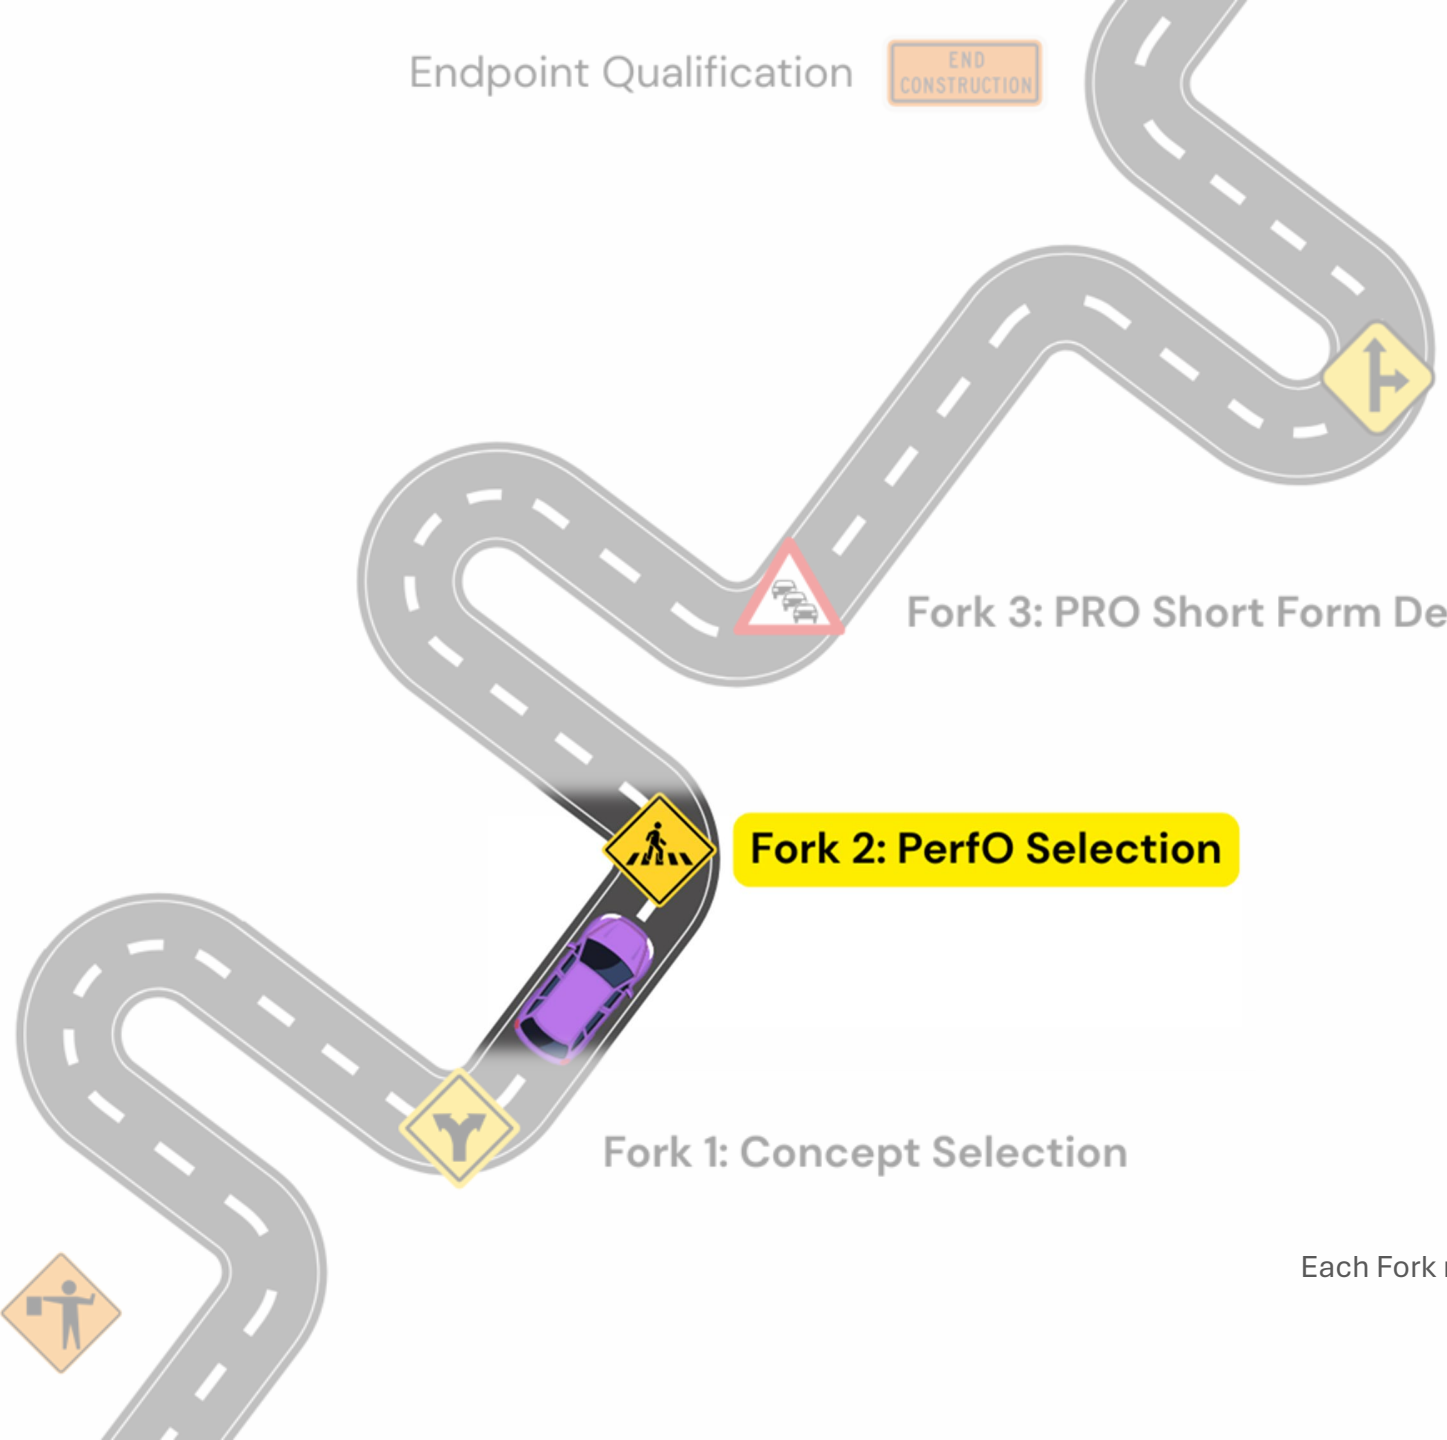 Endpoint Qualification
END
CONSTRUCTION
Fork 3: PRO Short Form De
Fork 2: PerfO Selection
Fork 1: Concept Selection
Each Fork